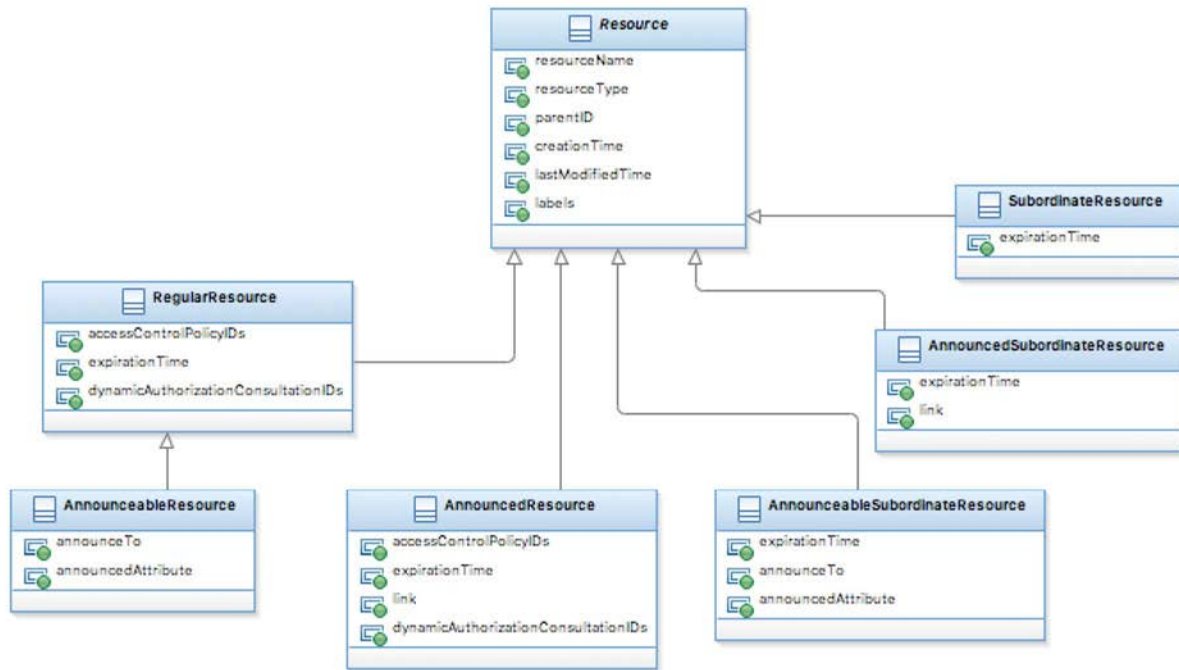 Resource
resourceName
resourceType
parentID
creationTime
lastModifiedTime
labels
SubordinateResource
expirationTime
RegularResource
accessControlPolicyIDs
expirationTime
dynamicAuthorizationConsultationIDs
AnnouncedSubordinateResource
expirationTime
link
AnnounceableResource
announceTo
announcedAttribute
AnnouncedResource
accessControlPolicyIDs
expirationTime
link
dynamicAuthorizationConsultationIDs
AnnounceableSubordinateResource
expirationTime
announceTo
announcedAttribute